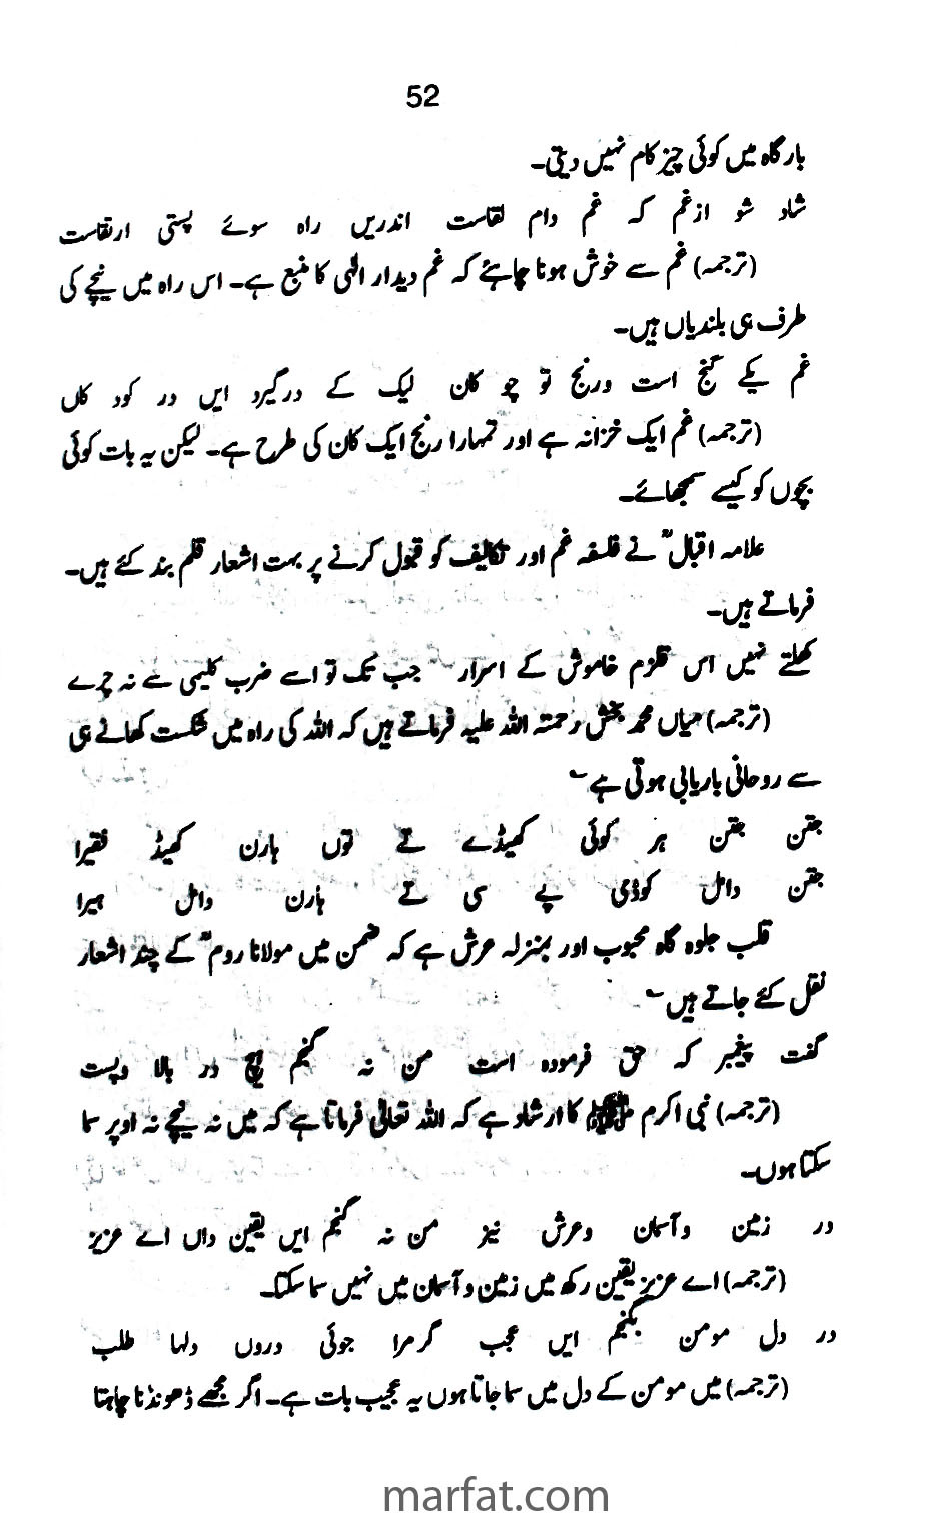 52
بارگاہ میں کوئی چیز کام نہیں دیتی۔
شاد شو ازغم کہ غم دام لقاست اندریں راہ سوئے پستی ارتقاست
(ترجمہ) غم سے خوش ہونا چاہئے کہ غم دیدار الٰہی کا منبع ہے۔ اس راہ میں نیچے کی
طرف ہی بلندیاں ہیں۔
غم یکے گنج است ورنج تو چو کان لیک کے درگیرد ایں در کود کاں
(ترجمہ) غم ایک خزانہ ہے اور تمہارا رنج ایک کان کی طرح ہے۔ لیکن یہ بات کوئی
بچوں کو کیسے سمجھائے۔
علامہ اقبالؒ نے فلسفہ غم اور تکالیف کو قبول کرنے پر بہت اشعار قلم بند کئے ہیں۔
فرماتے ہیں۔
کھلتے نہیں اس قلزم خاموش کے اسرار جب تک تو اسے ضرب کلیمی سے نہ چرے
(ترجمہ) میاں محمد بخش رحمتہ اللہ علیہ فرماتے ہیں کہ اللہ کی راہ میں شکست کھانے ہی
سے روحانی باریابی ہوتی ہے ؎
جتن جتن ہر کوئی کھیڈے تے توں ہارن کھیڈ فقیرا
جتن دامل کوڈی پے سی تے ہارن دامل ہیرا
قلب جلوہ گاہ محبوب اور بمنزلہ عرش ہے کہ ضمن میں مولانا رومؒ کے چند اشعار
نقل کئے جاتے ہیں ؎
گفت پیغمبر کہ حق فرمودہ است من نہ گنجم ہیچ در بالا وپست
(ترجمہ) نبی اکرم ﷺ کا ارشاد ہے کہ اللہ تعالیٰ فرماتا ہے کہ میں نہ نیچے نہ اوپر سما
سکتا ہوں۔
در زمین وآسمان وعرش نیز من نہ گنجم ایں یقین داں اے عزیز
(ترجمہ) اے عزیز یقین رکھ میں زمین و آسمان میں نہیں سما سکتا۔
در دل مومن بگنجم ایں عجب گر مرا جوئی دروں دلہا طلب
(ترجمہ) میں مومن کے دل میں سما جاتا ہوں یہ عجیب بات ہے۔ اگر مجھے ڈھونڈنا چاہتا
marfat.com